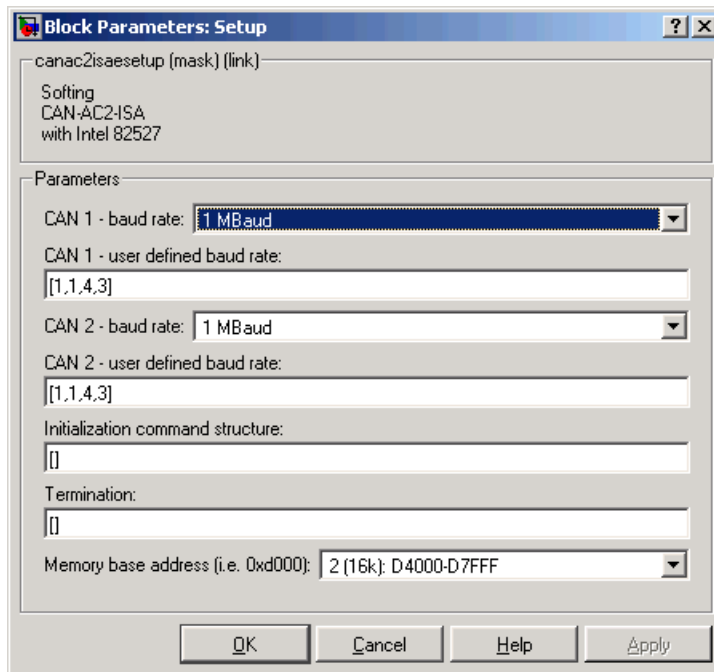 Block Parameters: Setup
canac2isaesetup (mask) (link)
Softing
CAN-AC2-ISA
with Intel 82527
Parameters
CAN 1 - baud rate: 1 MBaud
CAN 1 - user defined baud rate:
[1,1,4,3]
CAN 2 - baud rate: 1 MBaud
CAN 2 - user defined baud rate:
[1,1,4,3]
Initialization command structure:
[]
Termination:
[]
Memory base address (i.e. 0xd000): 2 (16k): D4000-D7FFF
OK Cancel Help Apply